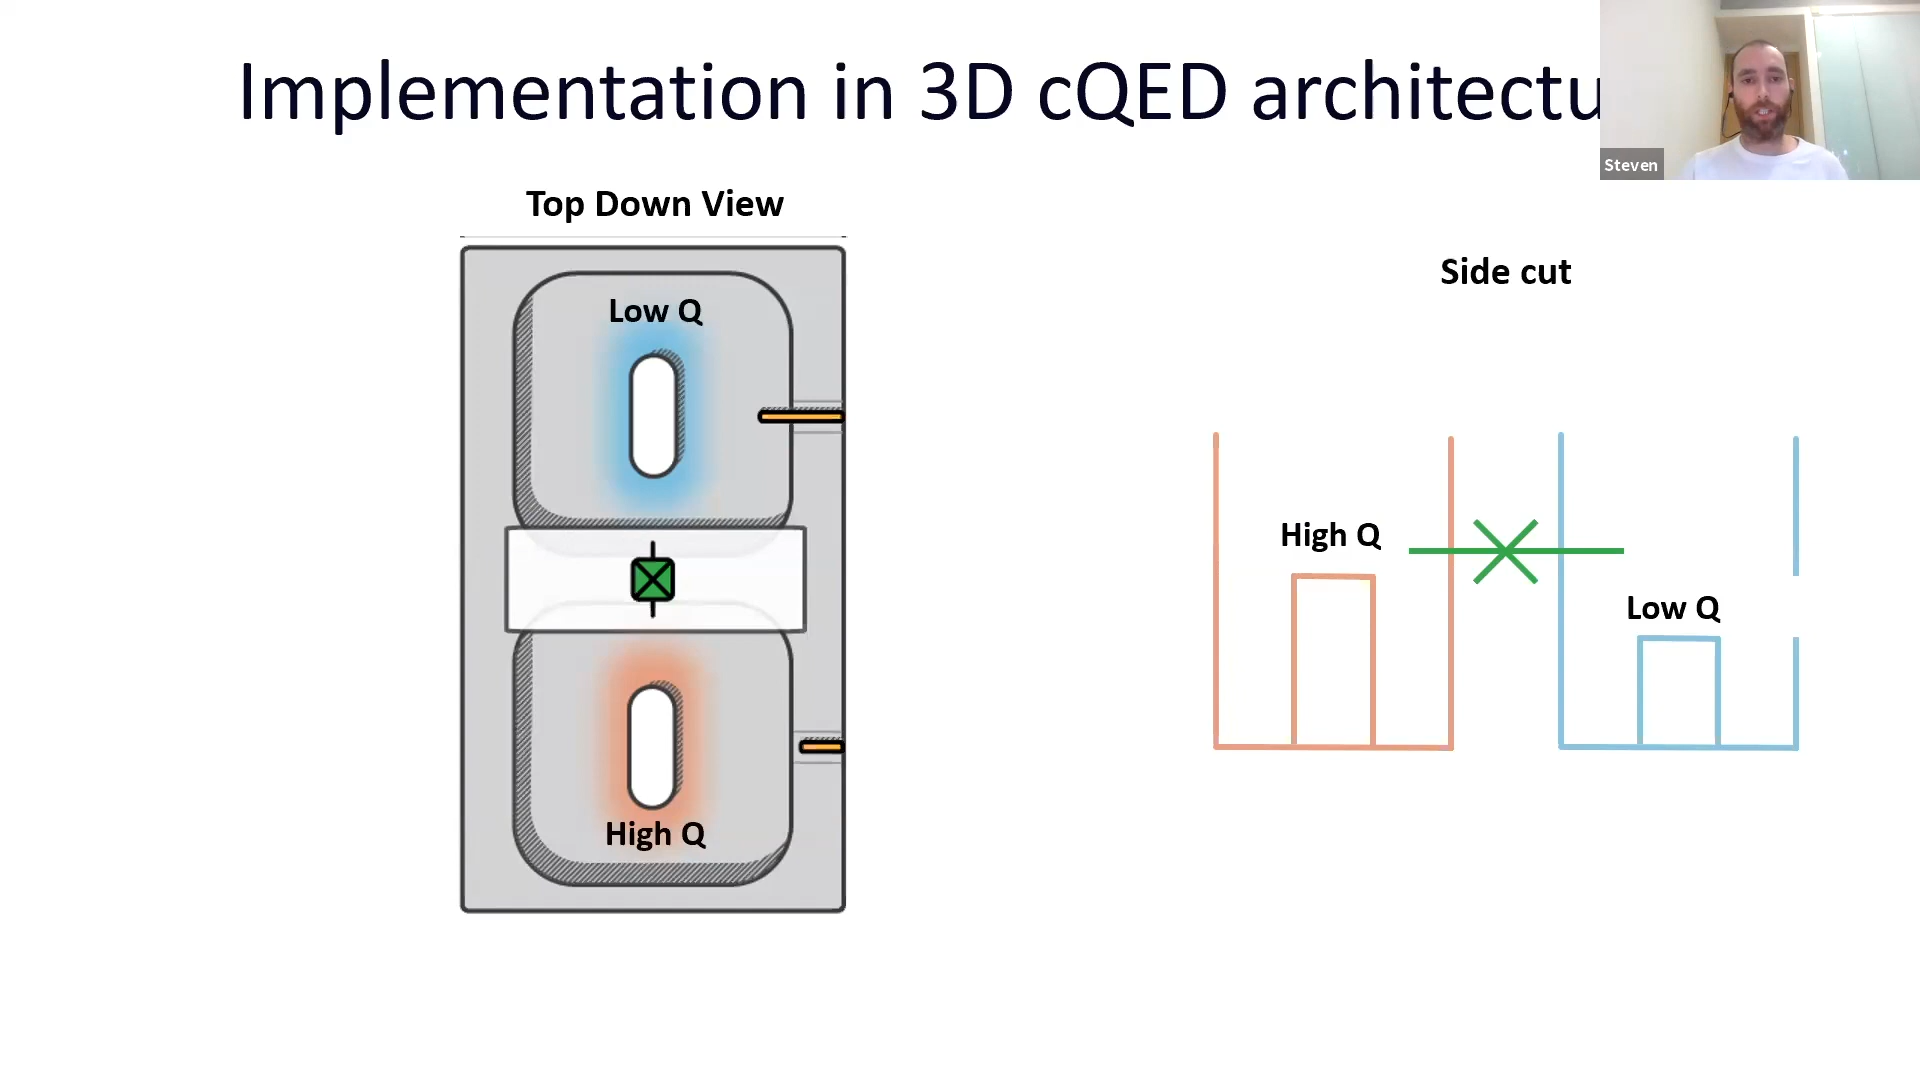 Implementation in 3D cQED architectu
Steven
Top Down View
Side cut
Low Q
High Q
High Q
Low Q